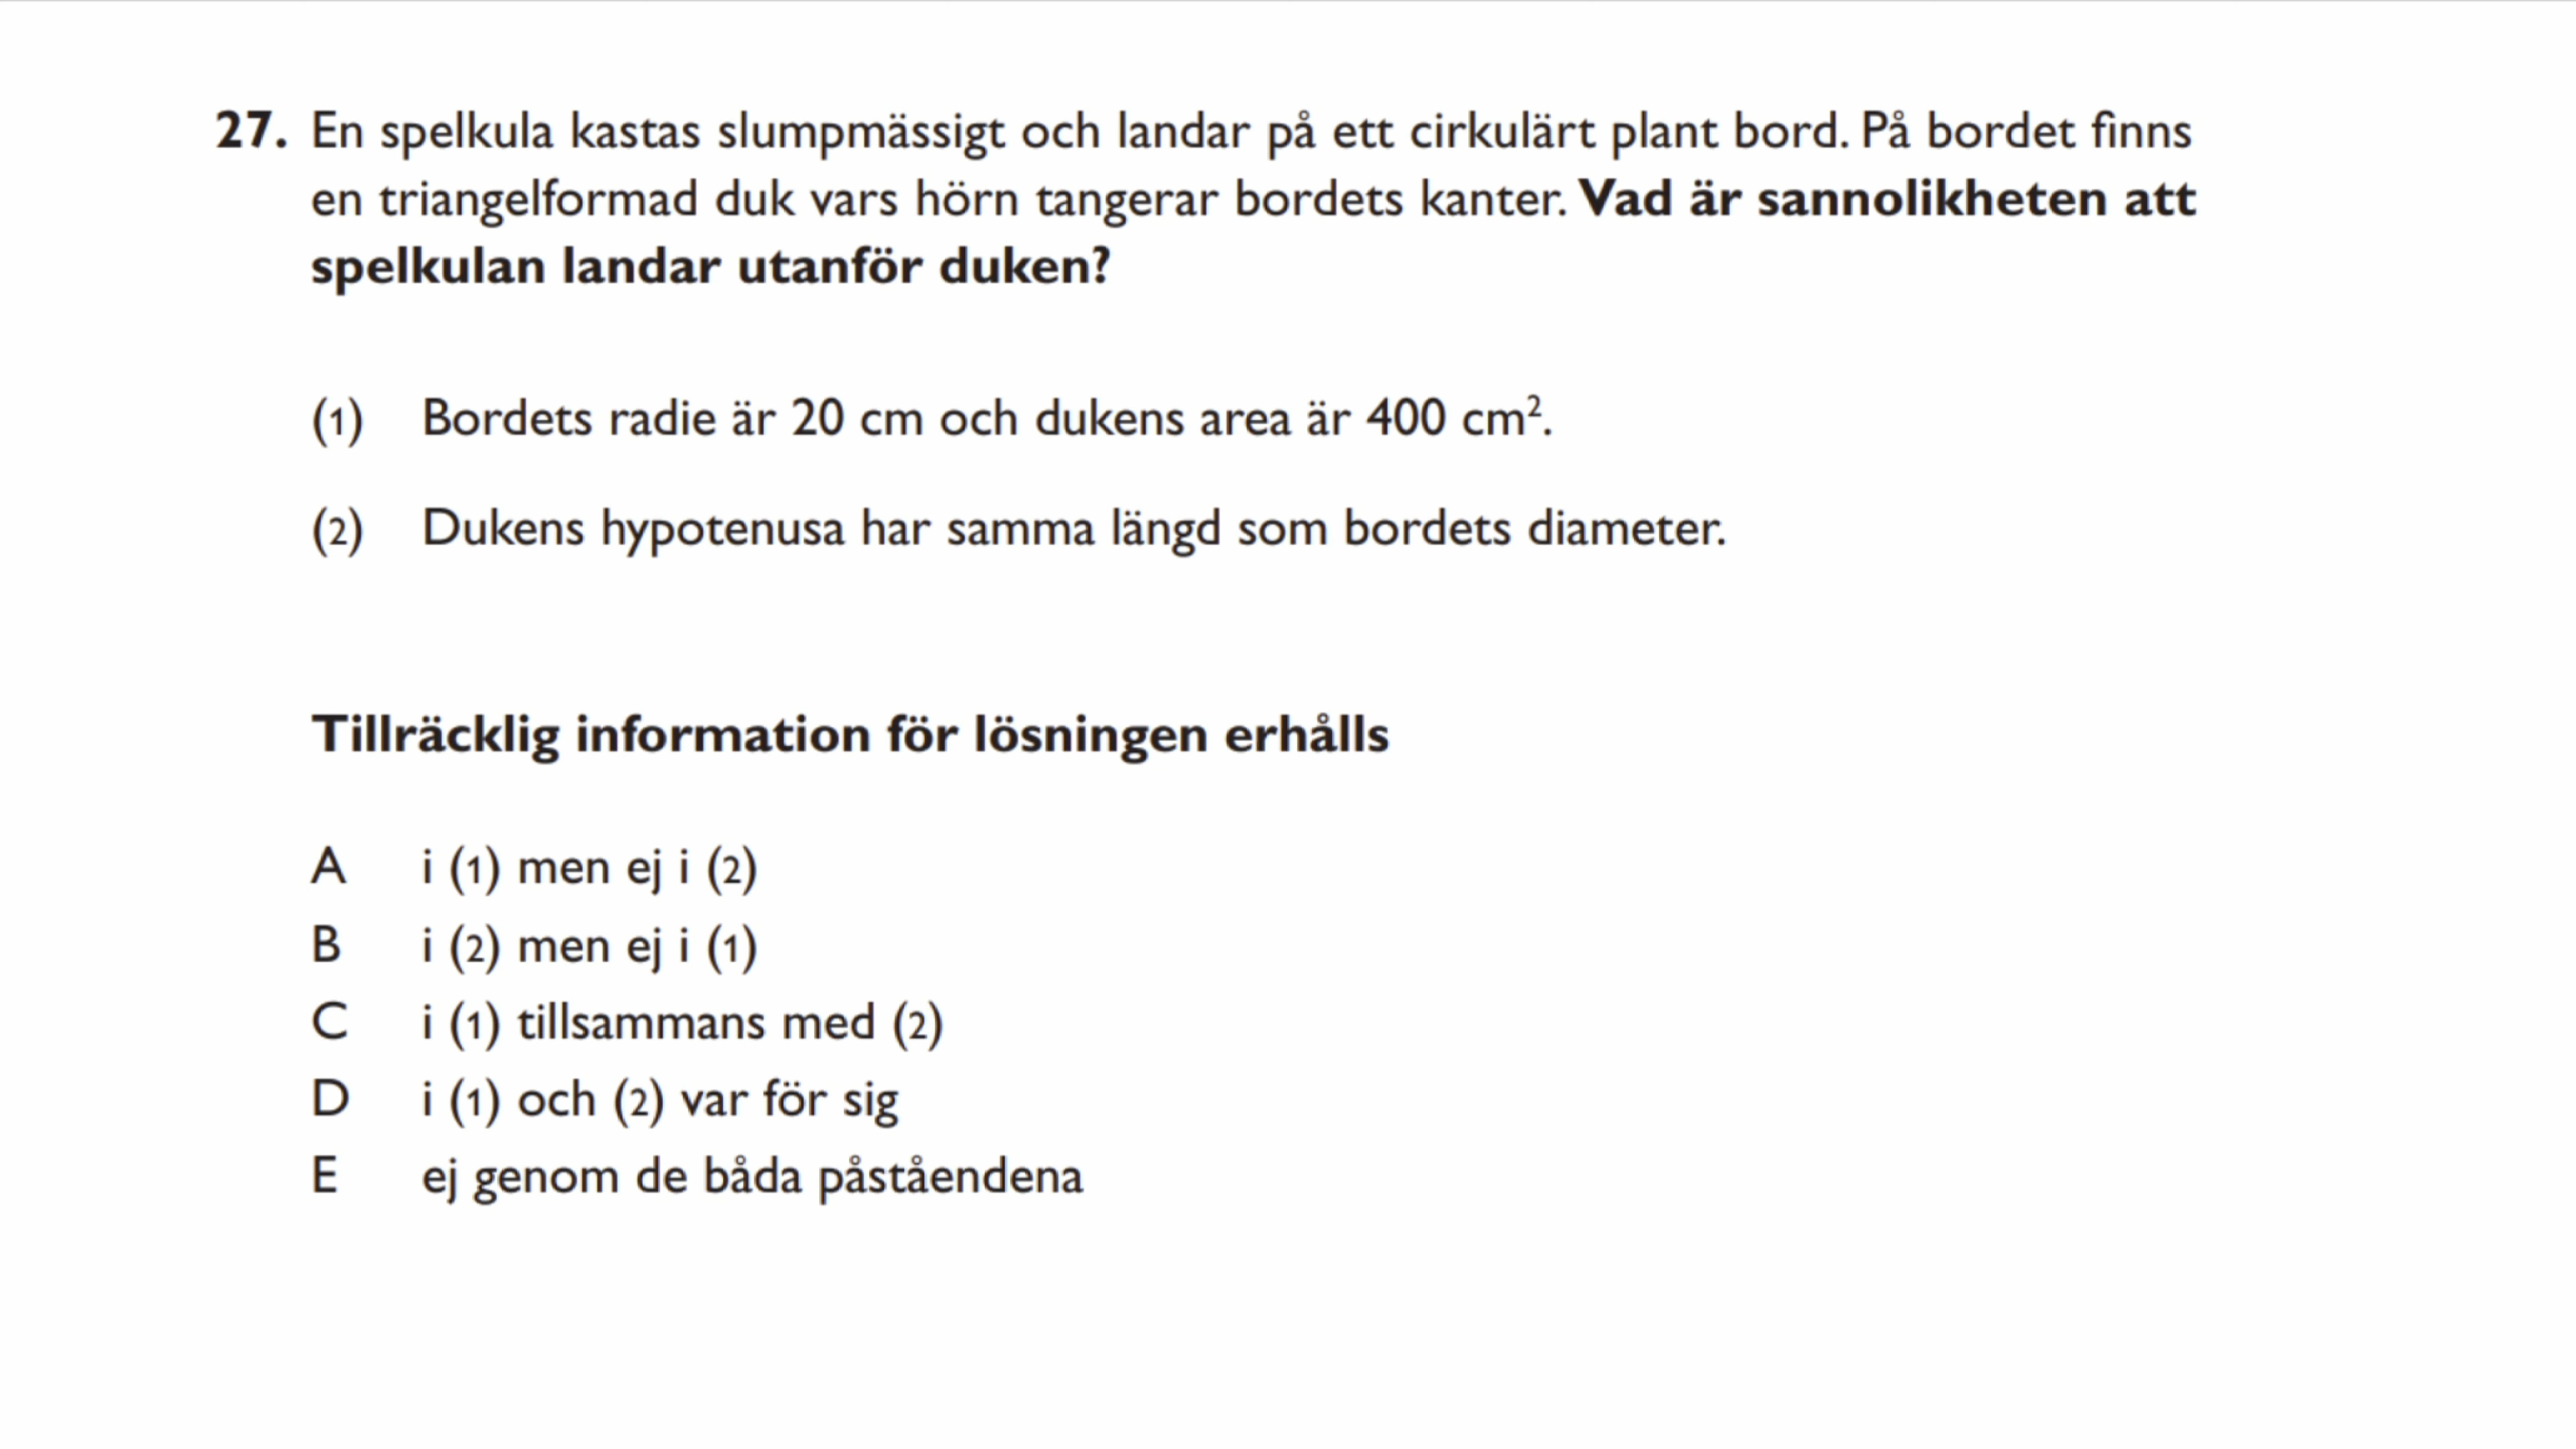 27. En spelkula kastas slumpmässigt och landar på ett cirkulärt plant bord. På bordet finns
en triangelformad duk vars hörn tangerar bordets kanter. Vad är sannolikheten att
spelkulan landar utanför duken?
(1) Bordets radie är 20 cm och dukens area är 400 cm².
(2) Dukens hypotenusa har samma längd som bordets diameter.
Tillräcklig information för lösningen erhålls
A i (1) men ej i (2)
B i (2) men ej i (1)
C i (1) tillsammans med (2)
D i (1) och (2) var för sig
E ej genom de båda påståendena